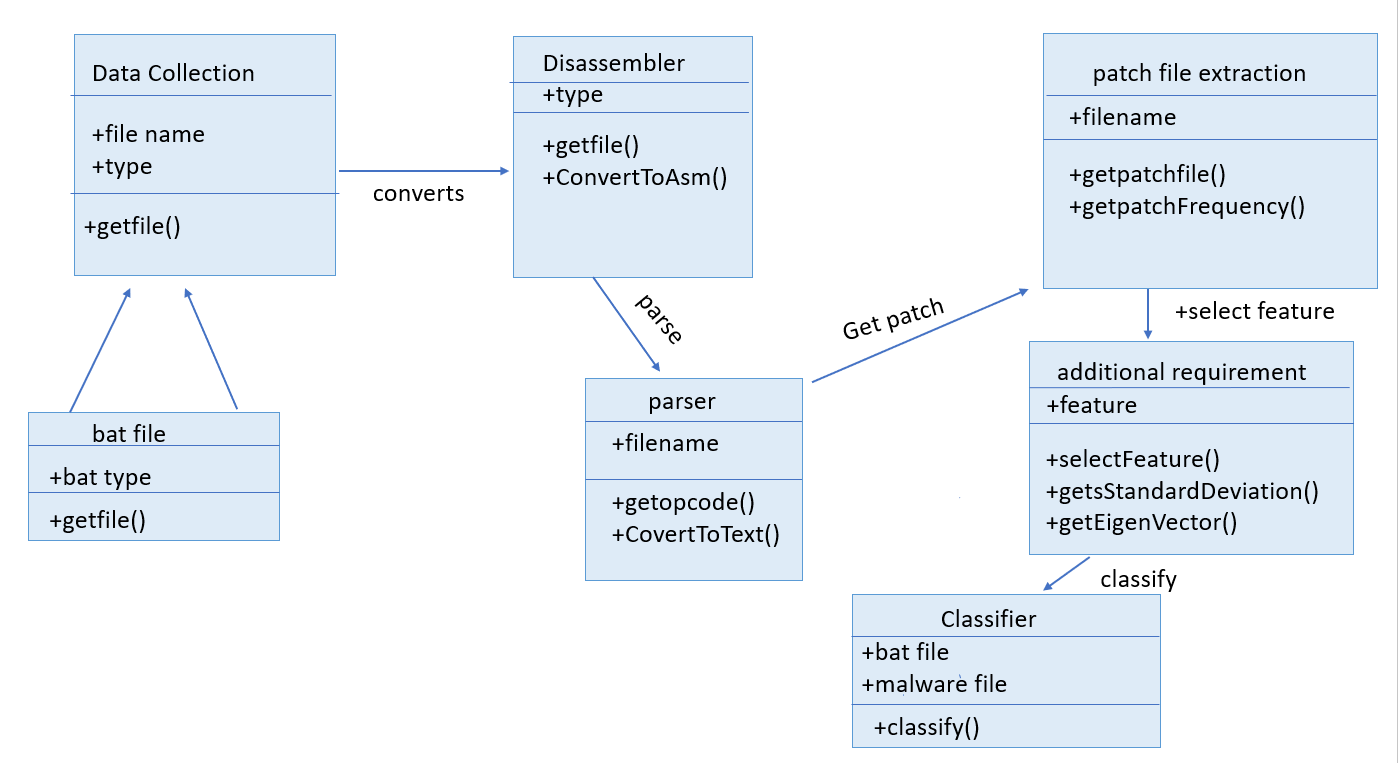 Data Collection
+file name
+type
+getfile()
converts
Disassembler
+type
+getfile()
+ConvertToAsm()
parse
bat file
+bat type
+getfile()
parser
+filename
+getopcode()
+CovertToText()
Get patch
patch file extraction
+filename
+getpatchfile()
+getpatchFrequency()
+select feature
additional requirement
+feature
+selectFeature()
+getsStandardDeviation()
+getEigenVector()
classify
Classifier
+bat file
+malware file
+classify()